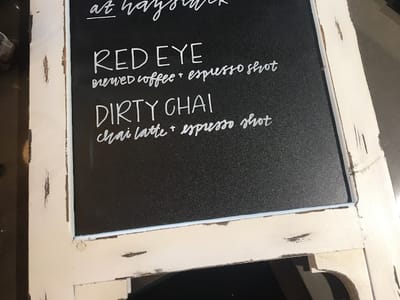 at haystack
RED EYE
BREWED coffee + espresso shot
DIRTY CHAI
chai latte + espresso shot